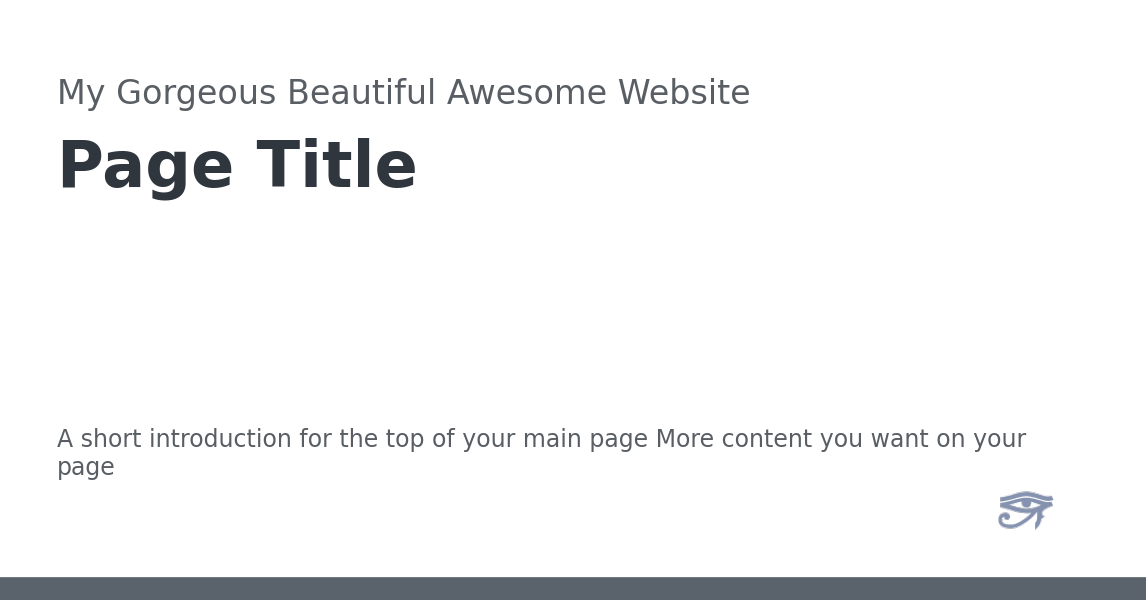 My Gorgeous Beautiful Awesome Website
Page Title
A short introduction for the top of your main page More content you want on your
page